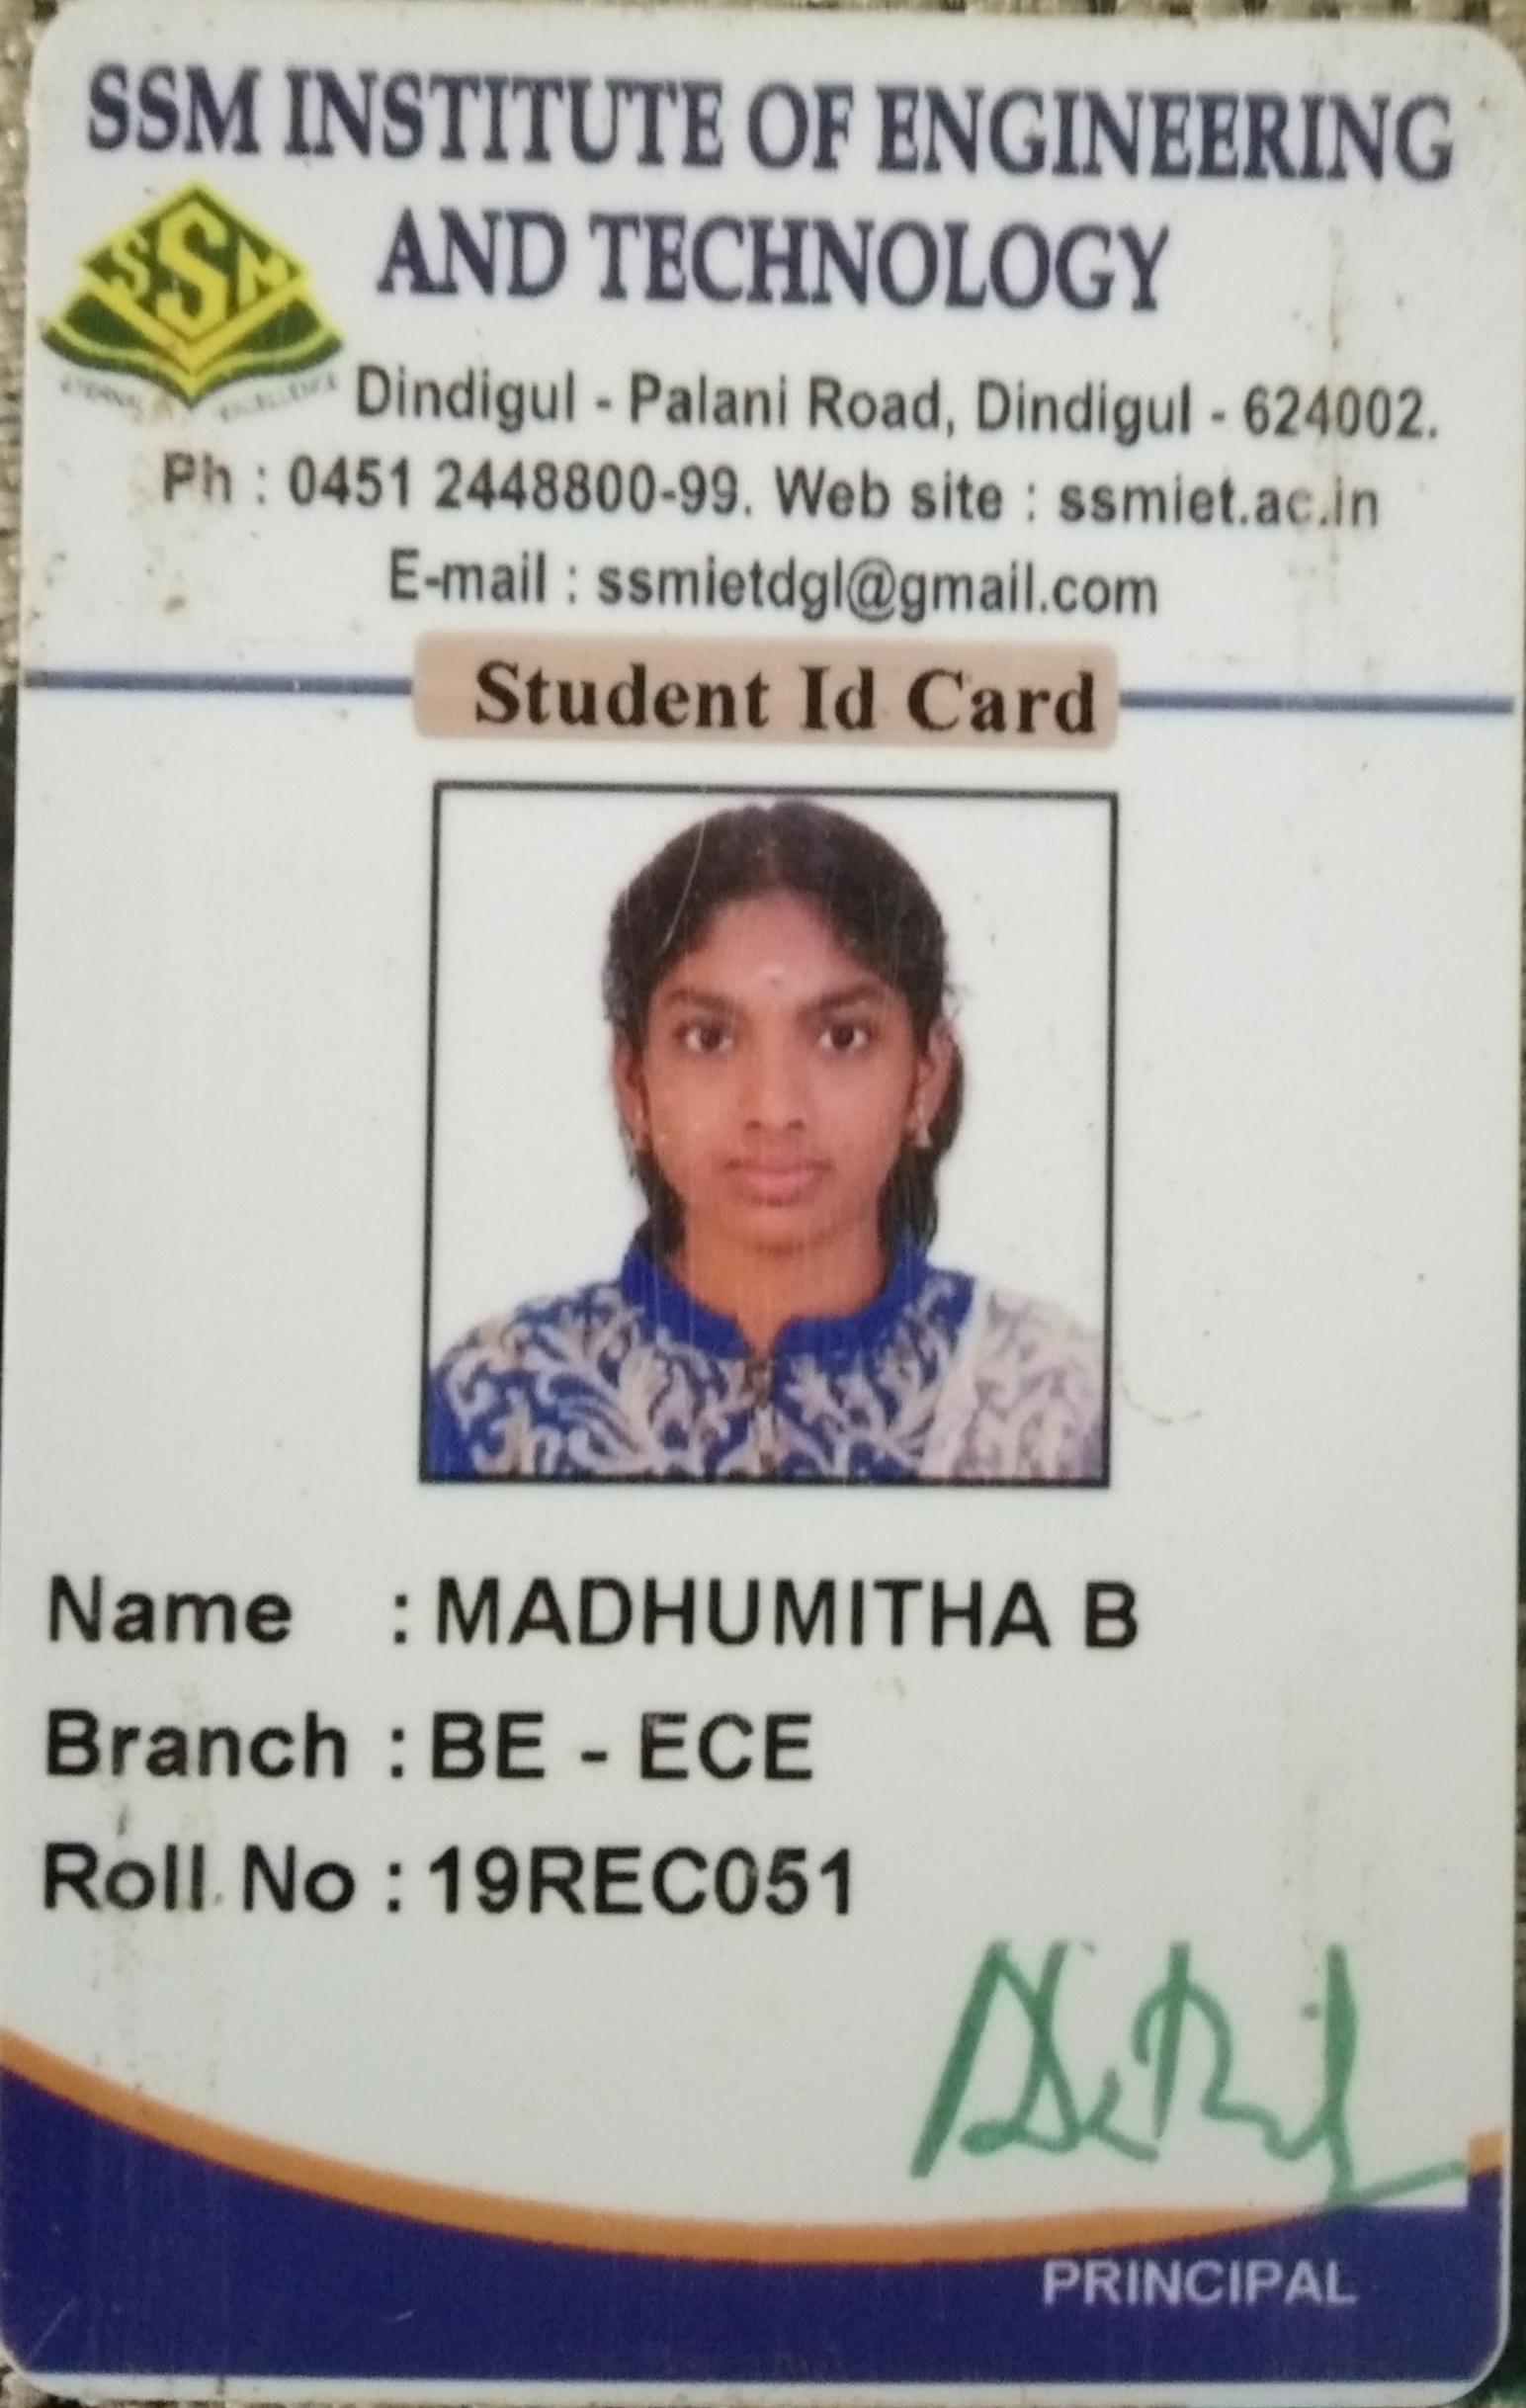 SSM INSTITUTE OF ENGINEERING
AND TECHNOLOGY
SSM
ETERNAL EXCELLENCE
Dindigul - Palani Road, Dindigul - 624002.
Ph : 0451 2448800-99. Web site : ssmiet.ac.in
E-mail : ssmietdgl@gmail.com
Student Id Card
Name : MADHUMITHA B
Branch : BE - ECE
Roll No : 19REC051
PRINCIPAL